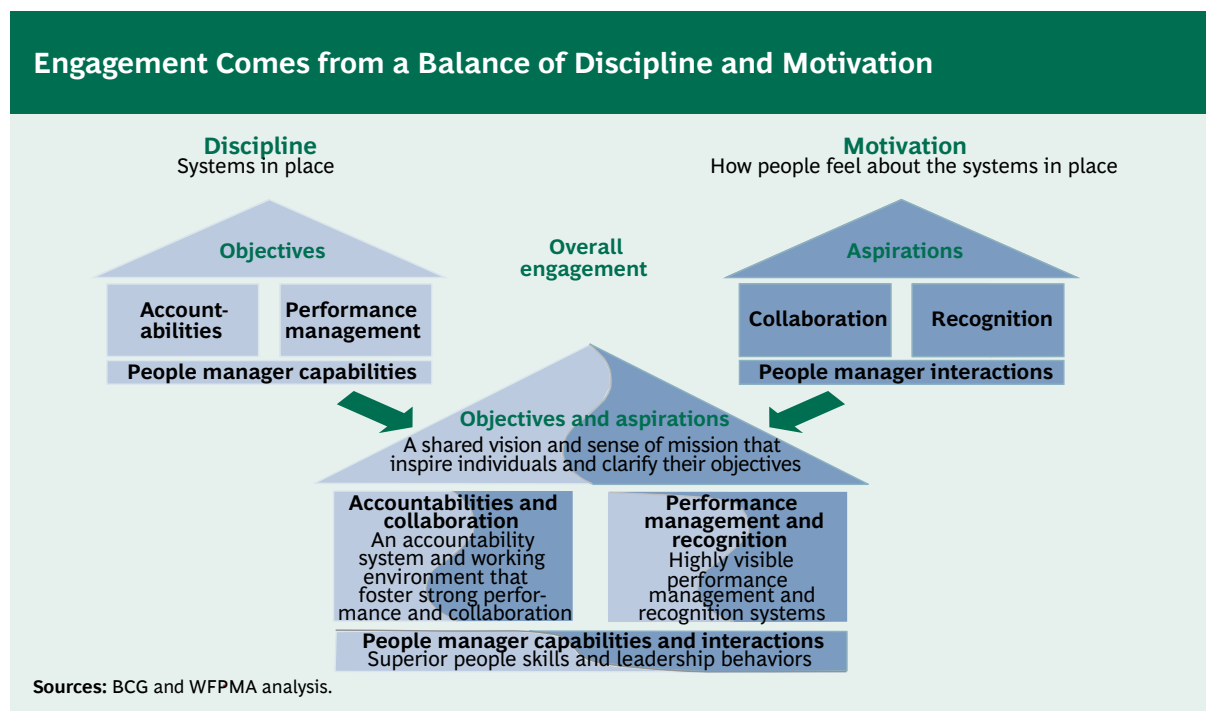 Engagement Comes from a Balance of Discipline and Motivation
Discipline
Systems in place
Motivation
How people feel about the systems in place
Objectives
Account-
abilities
Performance
management
People manager capabilities
Overall
engagement
Aspirations
Collaboration
Recognition
People manager interactions
Objectives and aspirations
A shared vision and sense of mission that
inspire individuals and clarify their objectives
Accountabilities and
collaboration
An accountability
system and working
environment that
foster strong perfor-
mance and collaboration
Performance
management and
recognition
Highly visible
performance
management and
recognition systems
People manager capabilities and interactions
Superior people skills and leadership behaviors
Sources: BCG and WFPMA analysis.